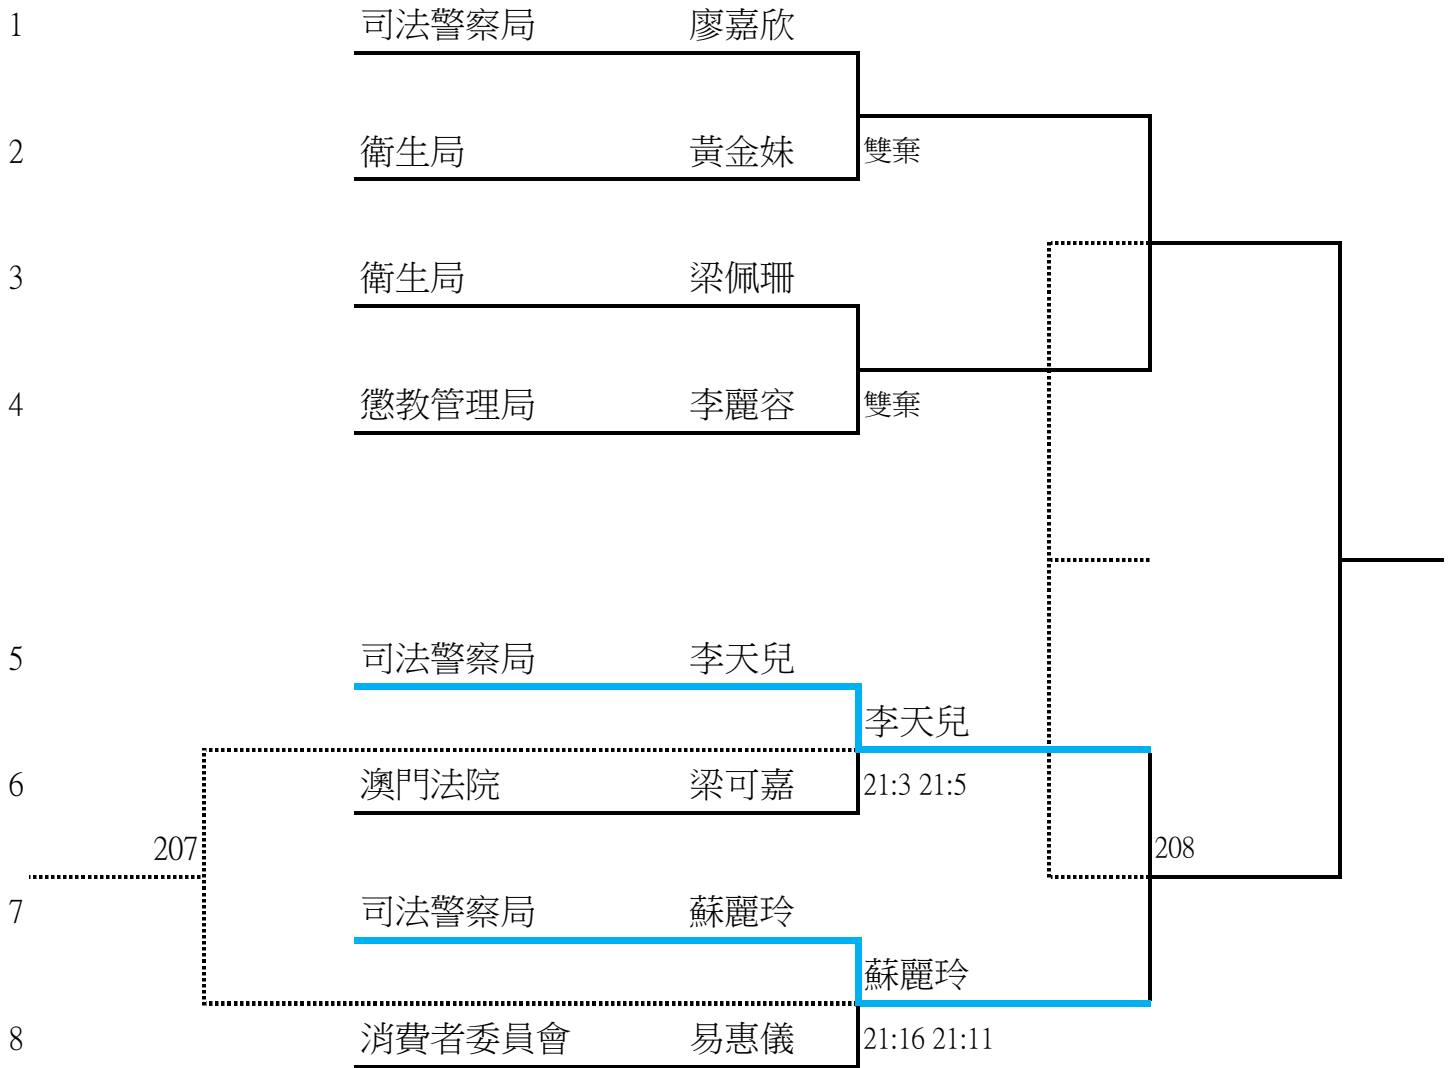 1 司法警察局 廖嘉欣
2 衛生局 黃金妹 雙棄
3 衛生局 梁佩珊
4 懲教管理局 李麗容 雙棄
5 司法警察局 李天兒
李天兒
6 澳門法院 梁可嘉 21:3 21:5
207 208
7 司法警察局 蘇麗玲
蘇麗玲
8 消費者委員會 易惠儀 21:16 21:11